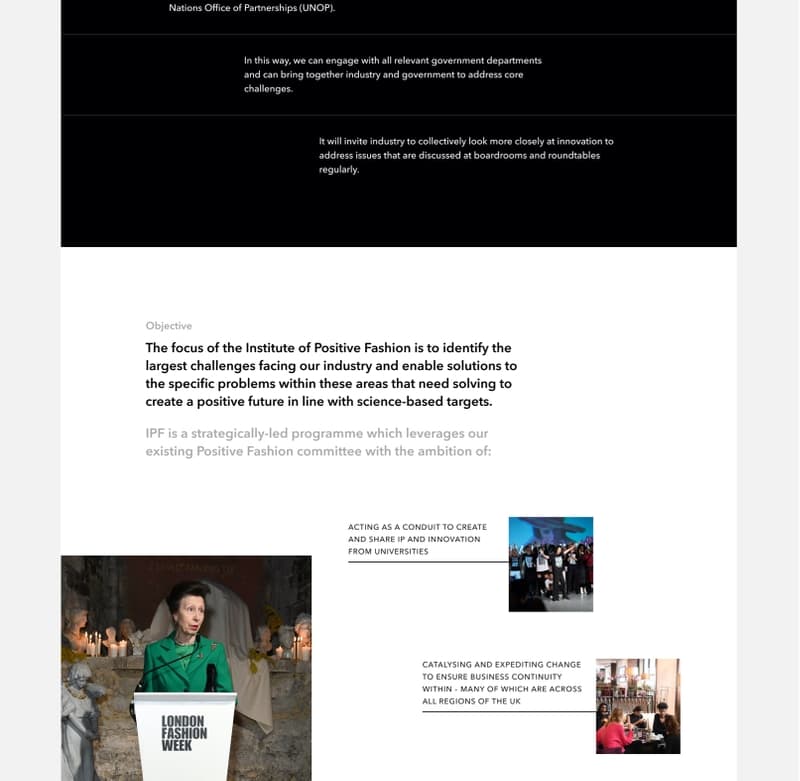 Nations Office of Partnerships (UNOP).
In this way, we can engage with all relevant government departments
and can bring together industry and government to address core
challenges.
It will invite industry to collectively look more closely at innovation to
address issues that are discussed at boardrooms and roundtables
regularly.
Objective
The focus of the Institute of Positive Fashion is to identify the
largest challenges facing our industry and enable solutions to
the specific problems within these areas that need solving to
create a positive future in line with science-based targets.
IPF is a strategically-led programme which leverages our
existing Positive Fashion committee with the ambition of:
ACTING AS A CONDUIT TO CREATE
AND SHARE IP AND INNOVATION
FROM UNIVERSITIES
CATALYSING AND EXPEDITING CHANGE
TO ENSURE BUSINESS CONTINUITY
WITHIN - MANY OF WHICH ARE ACROSS
ALL REGIONS OF THE UK
LONDON
FASHION
WEEK